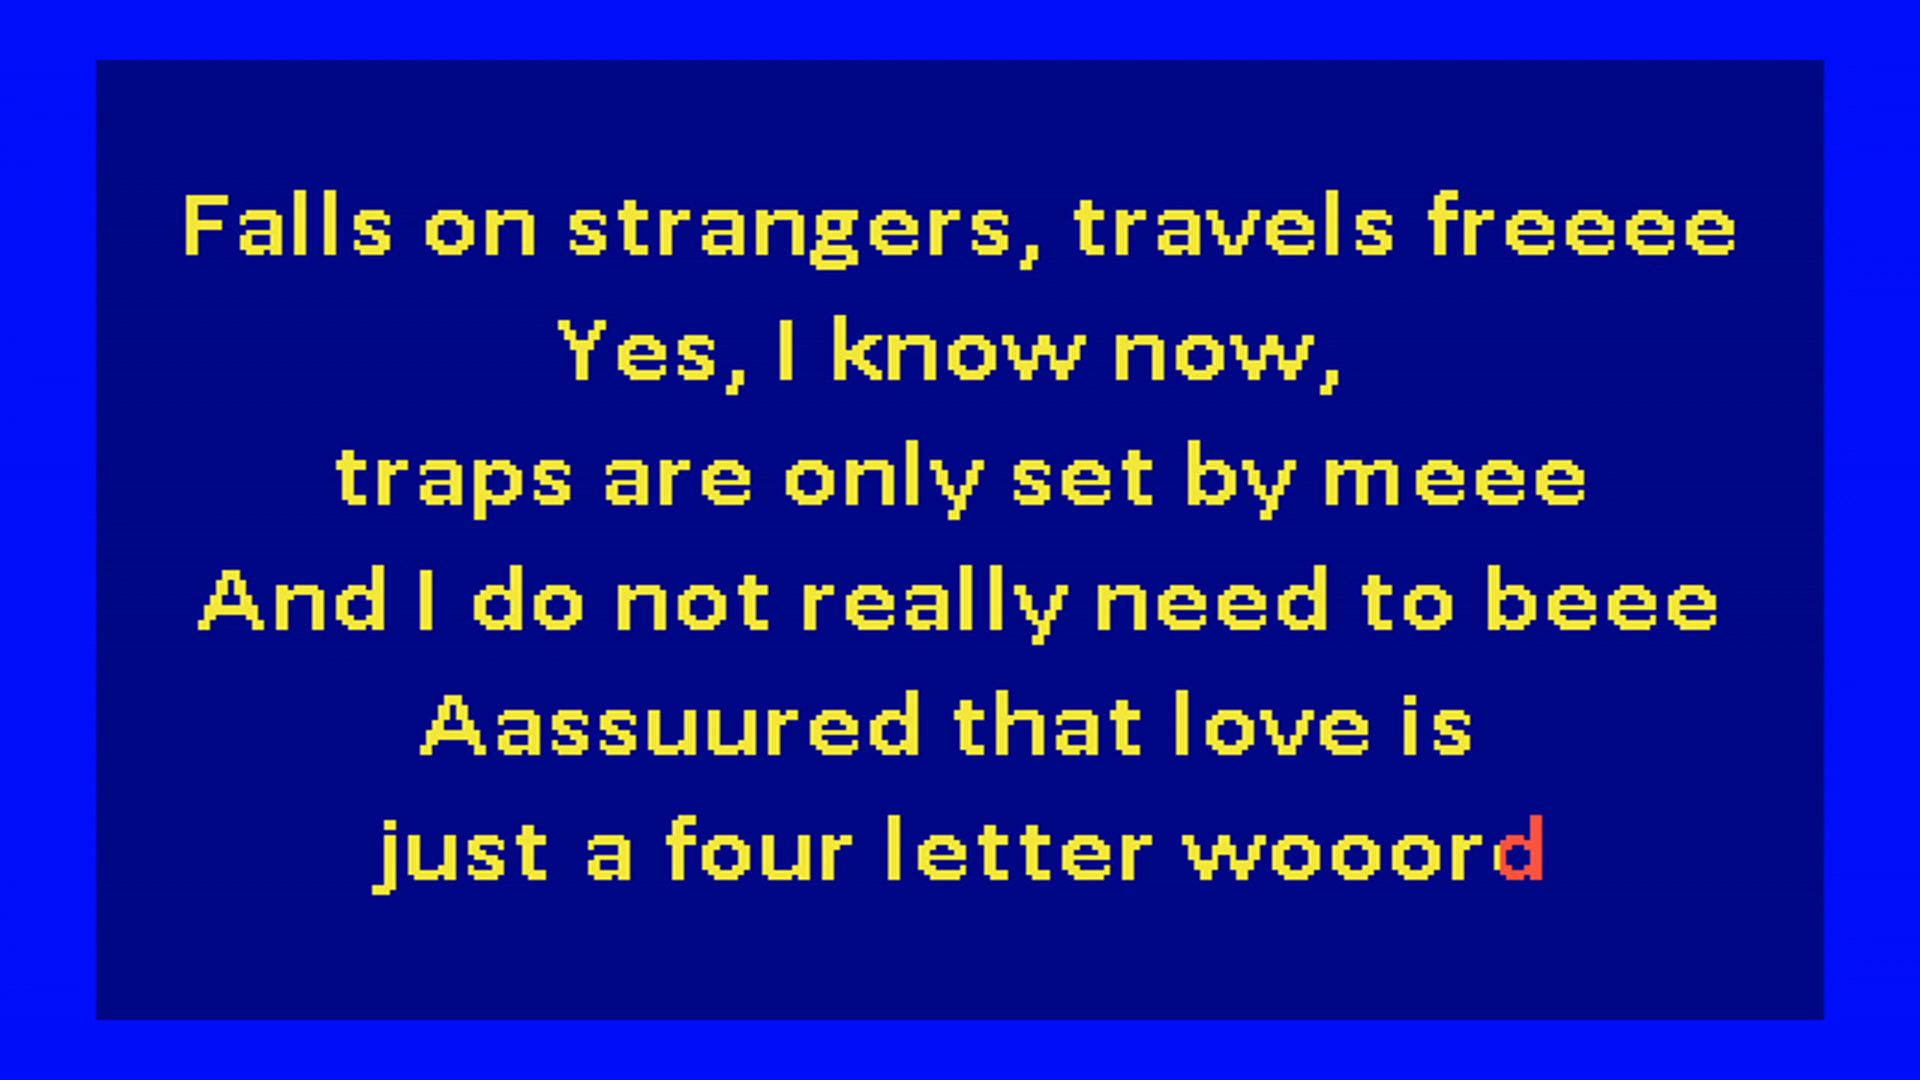 Falls on strangers, travels freeee
Yes, I know now,
traps are only set by meee
And I do not really need to beee
Aassuured that love is
just a four letter wooord